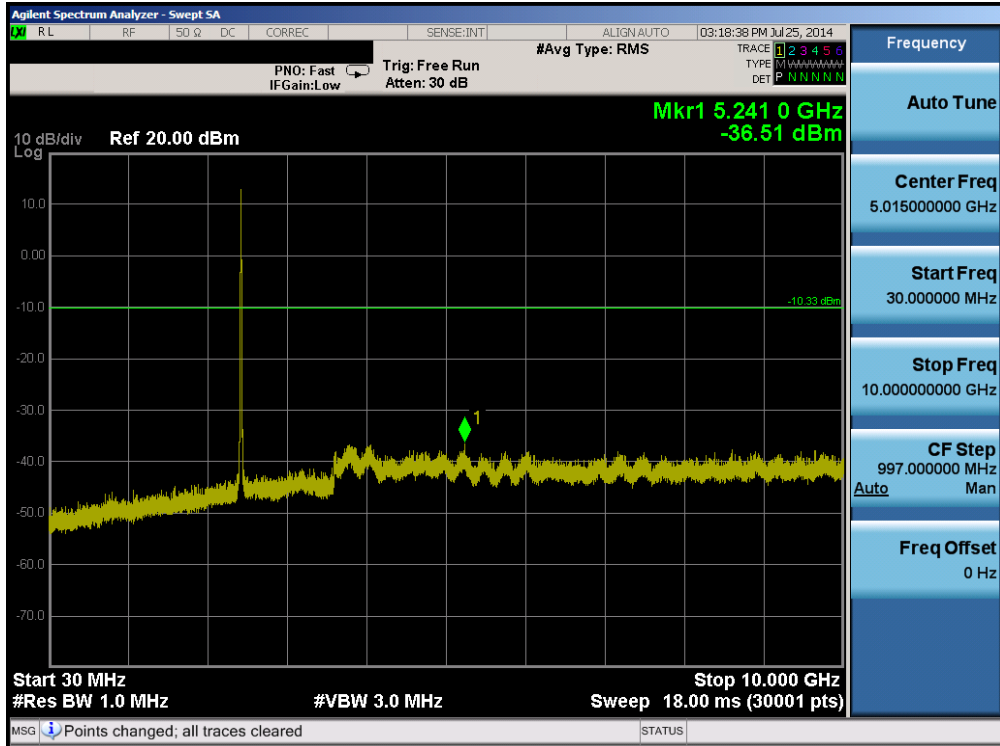 Agilent Spectrum Analyzer - Swept SA
LXI RL RF 50 Ω DC CORREC SENSE:INT ALIGN AUTO 03:18:38 PM Jul 25, 2014
PNO: Fast
IFGain:Low
Trig: Free Run
Atten: 30 dB
#Avg Type: RMS
TRACE 1 2 3 4 5 6
TYPE M WWWWW
DET P N N N N N
Mkr1 5.241 0 GHz
-36.51 dBm
10 dB/div Ref 20.00 dBm
Log
10.0
0.00
-10.0
-10.33 dBm
-20.0
-30.0
1
-40.0
-50.0
-60.0
-70.0
Start 30 MHz Stop 10.000 GHz
#Res BW 1.0 MHz #VBW 3.0 MHz Sweep 18.00 ms (30001 pts)
MSG Points changed; all traces cleared STATUS
Frequency
Auto Tune
Center Freq
5.015000000 GHz
Start Freq
30.000000 MHz
Stop Freq
10.000000000 GHz
CF Step
997.000000 MHz
Auto Man
Freq Offset
0 Hz